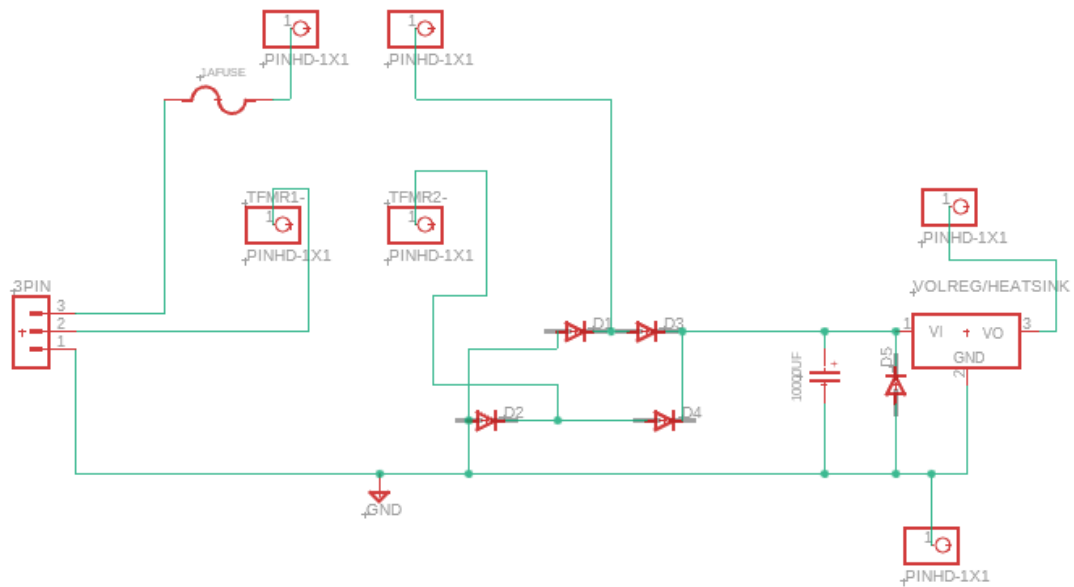 1
1
PINHD-1X1
PINHD-1X1
1AFUSE
TFMR1-
TFMR2-
1
1
1
PINHD-1X1
PINHD-1X1
PINHD-1X1
3PIN
VOLREG/HEATSINK
3
2
1
D1
D3
1
VI
VO
3
GND
2
D5
1000UF
D2
D4
GND
1
PINHD-1X1